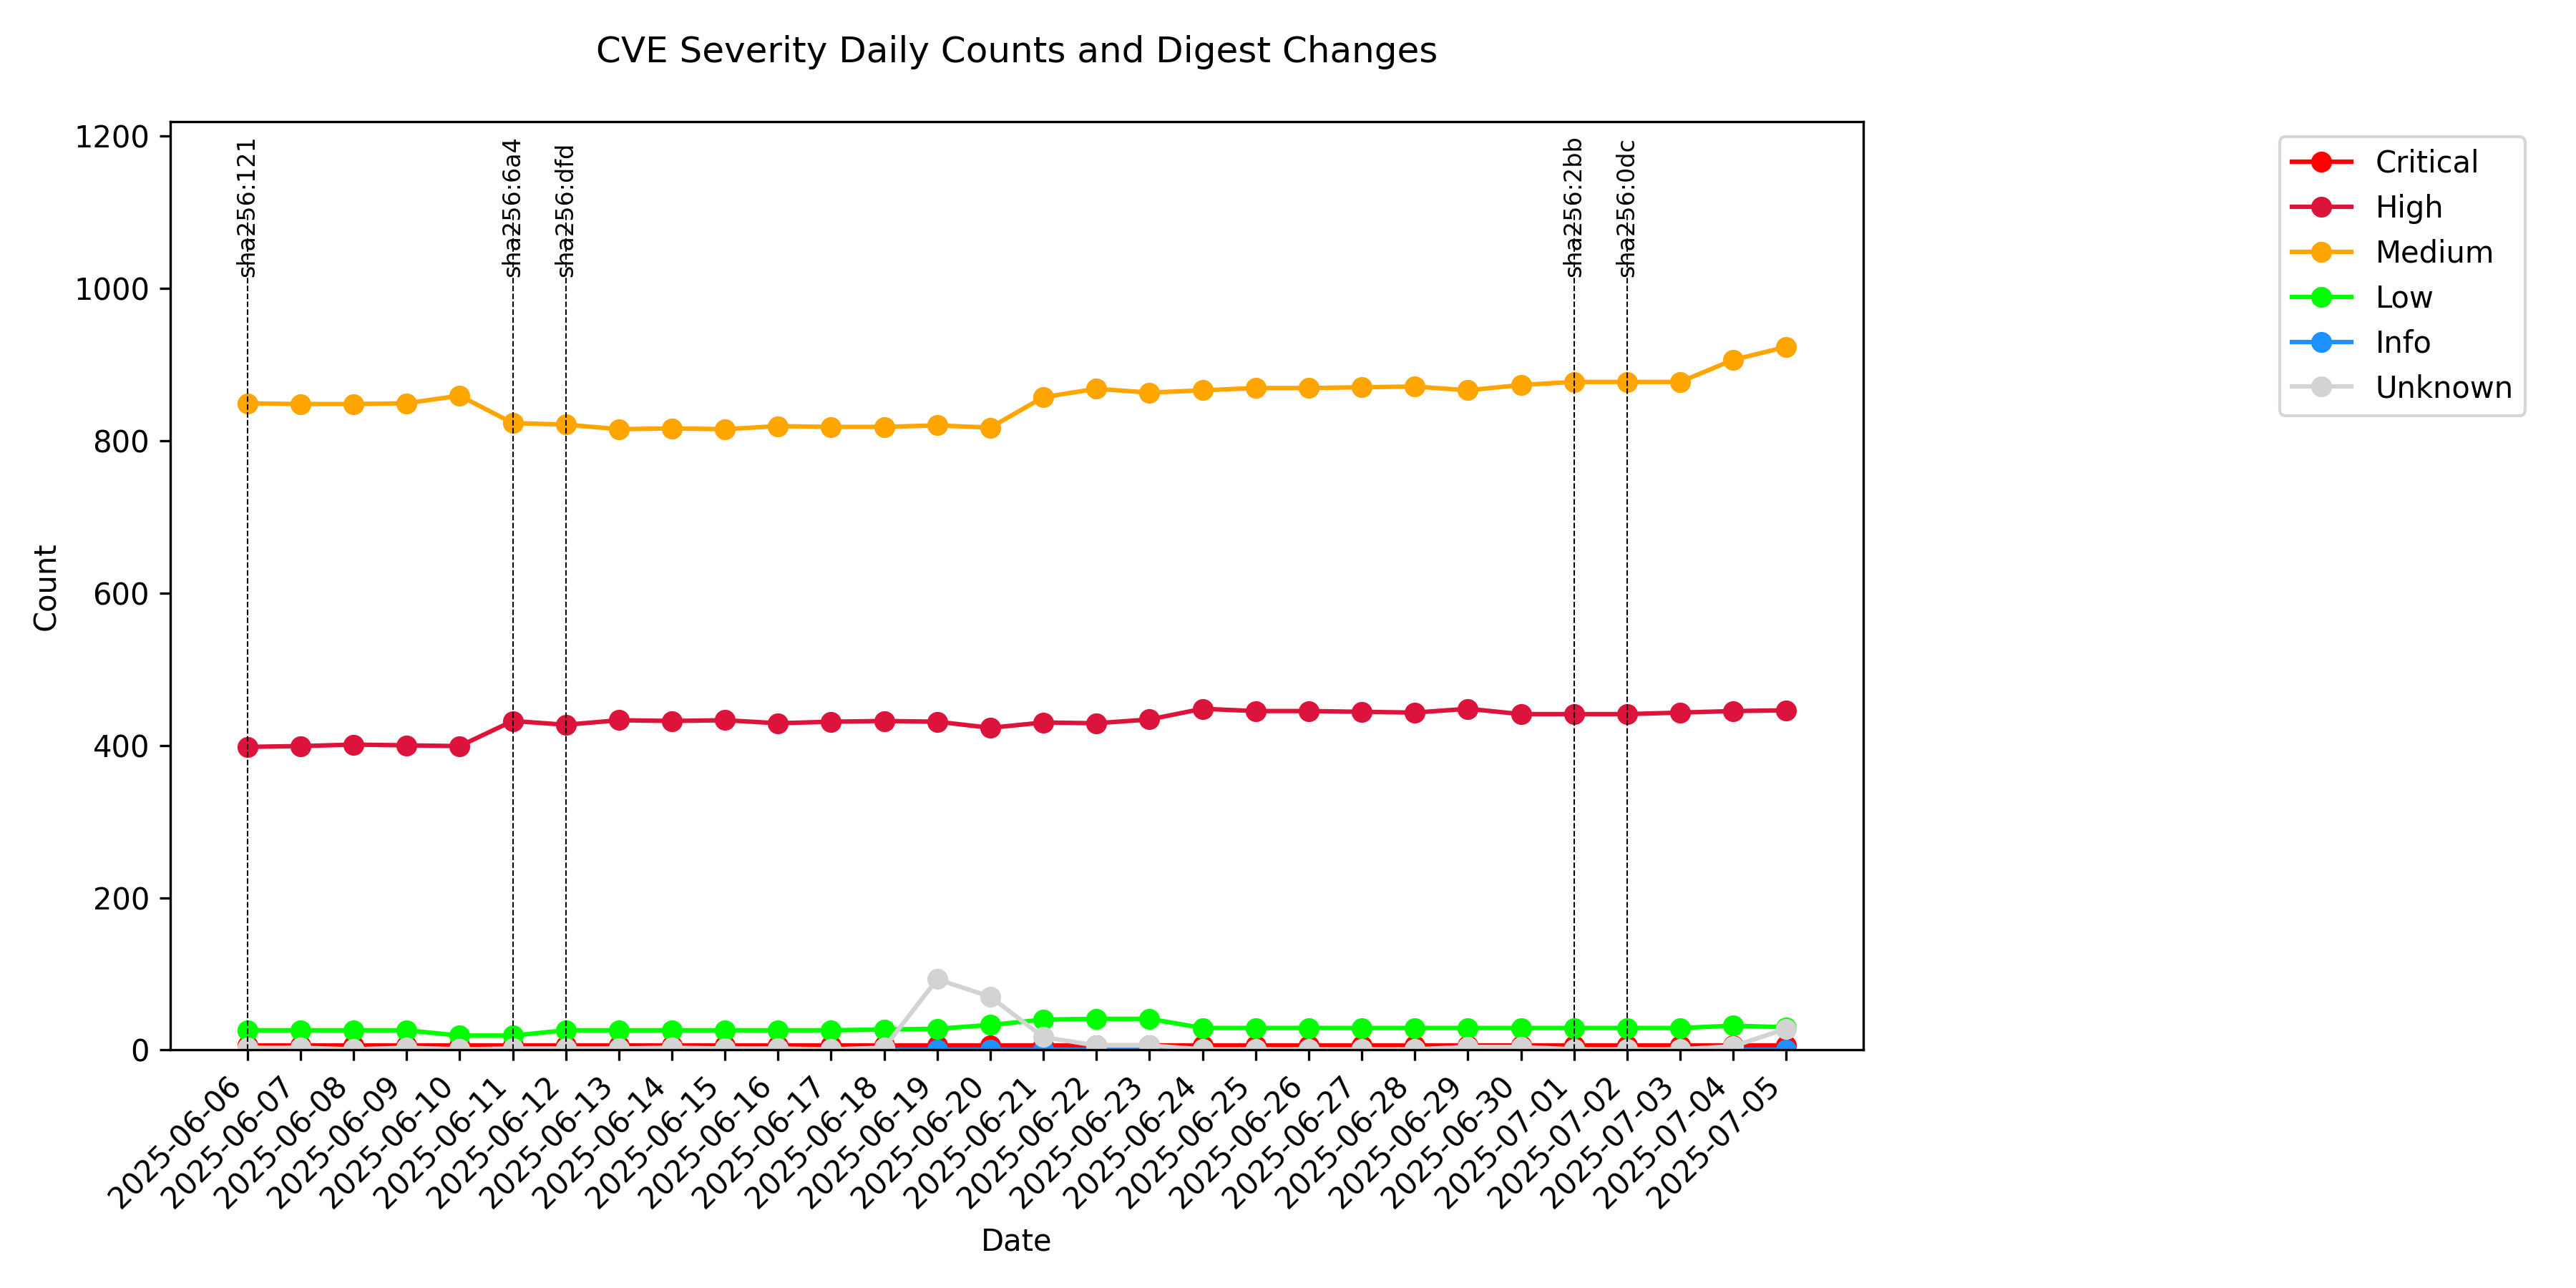 CVE Severity Daily Counts and Digest Changes
1200
1000
800
600
400
200
0
Count
sha256:121
sha256:6a4
sha256:dfd
sha256:2bb
sha256:0dc
Critical
High
Medium
Low
Info
Unknown
2025-06-06
2025-06-07
2025-06-08
2025-06-09
2025-06-10
2025-06-11
2025-06-12
2025-06-13
2025-06-14
2025-06-15
2025-06-16
2025-06-17
2025-06-18
2025-06-19
2025-06-20
2025-06-21
2025-06-22
2025-06-23
2025-06-24
2025-06-25
2025-06-26
2025-06-27
2025-06-28
2025-06-29
2025-06-30
2025-07-01
2025-07-02
2025-07-03
2025-07-04
2025-07-05
Date